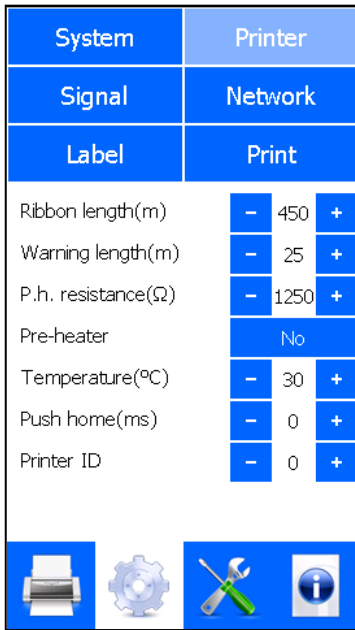 System Printer
Signal Network
Label Print
Ribbon length(m) - 450 +
Warning length(m) - 25 +
P.h. resistance(Ω) - 1250 +
Pre-heater No
Temperature(ºC) - 30 +
Push home(ms) - 0 +
Printer ID - 0 +
i